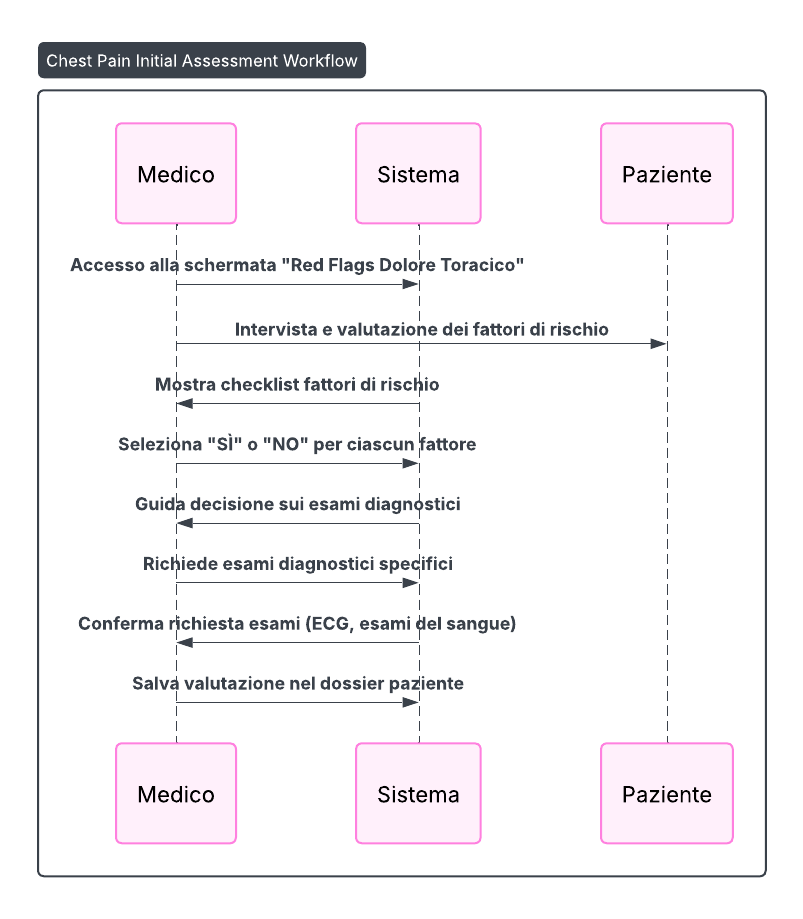 Chest Pain Initial Assessment Workflow
Medico
Sistema
Paziente
Accesso alla schermata "Red Flags Dolore Toracico"
Intervista e valutazione dei fattori di rischio
Mostra checklist fattori di rischio
Seleziona "SÌ" o "NO" per ciascun fattore
Guida decisione sui esami diagnostici
Richiede esami diagnostici specifici
Conferma richiesta esami (ECG, esami del sangue)
Salva valutazione nel dossier paziente
Medico
Sistema
Paziente